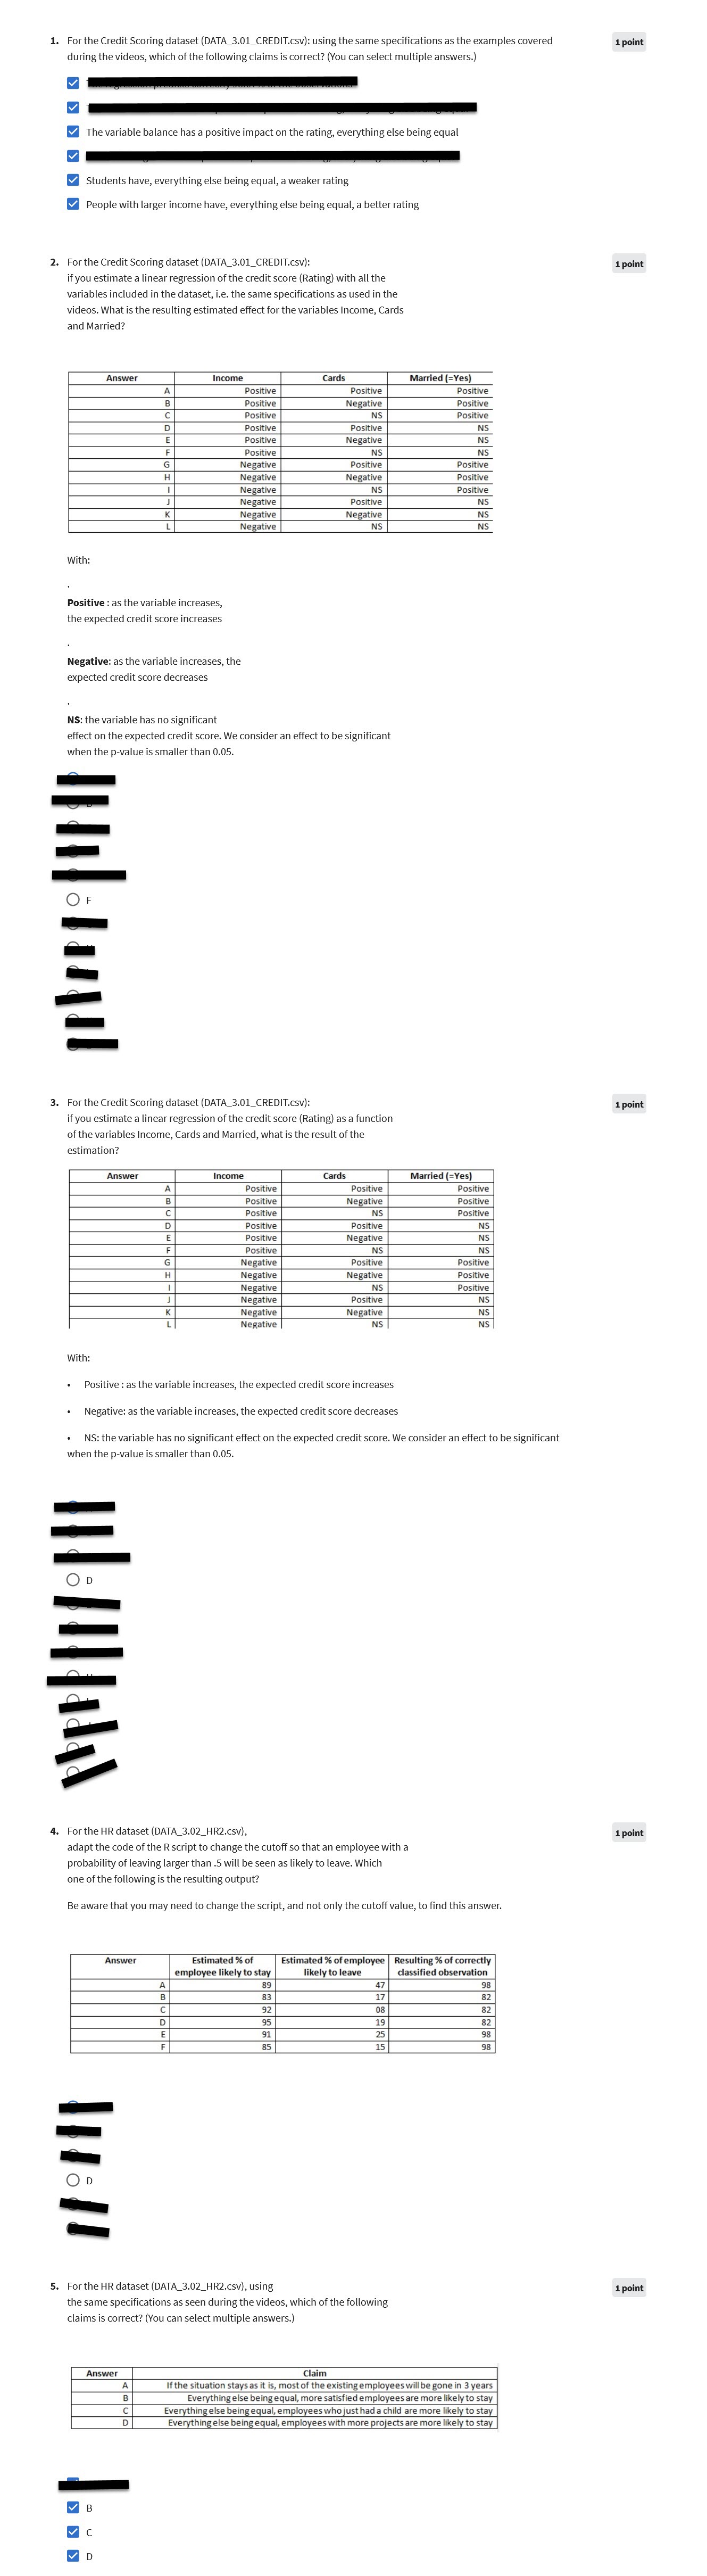 1. For the Credit Scoring dataset (DATA_3.01_CREDIT.csv): using the same specifications as the examples covered
during the videos, which of the following claims is correct? (You can select multiple answers.)
1 point
The variable balance has a positive impact on the rating, everything else being equal
Students have, everything else being equal, a weaker rating
People with larger income have, everything else being equal, a better rating
2. For the Credit Scoring dataset (DATA_3.01_CREDIT.csv):
1 point
if you estimate a linear regression of the credit score (Rating) with all the
variables included in the dataset, i.e. the same specifications as used in the
videos. What is the resulting estimated effect for the variables Income, Cards
and Married?
Answer Income Cards Married (=Yes)
A Positive Positive Positive
B Positive Negative Positive
C Positive NS Positive
D Positive Positive NS
E Positive Negative NS
F Positive NS NS
G Negative Positive Positive
H Negative Negative Positive
I Negative NS Positive
J Negative Positive NS
K Negative Negative NS
L Negative NS NS
With:
.
Positive : as the variable increases,
the expected credit score increases
.
Negative: as the variable increases, the
expected credit score decreases
.
NS: the variable has no significant
effect on the expected credit score. We consider an effect to be significant
when the p-value is smaller than 0.05.
F
3. For the Credit Scoring dataset (DATA_3.01_CREDIT.csv):
1 point
if you estimate a linear regression of the credit score (Rating) as a function
of the variables Income, Cards and Married, what is the result of the
estimation?
Answer Income Cards Married (=Yes)
A Positive Positive Positive
B Positive Negative Positive
C Positive NS Positive
D Positive Positive NS
E Positive Negative NS
F Positive NS NS
G Negative Positive Positive
H Negative Negative Positive
I Negative NS Positive
J Negative Positive NS
K Negative Negative NS
L Negative NS NS
With:
• Positive : as the variable increases, the expected credit score increases
• Negative: as the variable increases, the expected credit score decreases
• NS: the variable has no significant effect on the expected credit score. We consider an effect to be significant
when the p-value is smaller than 0.05.
D
4. For the HR dataset (DATA_3.02_HR2.csv),
1 point
adapt the code of the R script to change the cutoff so that an employee with a
probability of leaving larger than .5 will be seen as likely to leave. Which
one of the following is the resulting output?
Be aware that you may need to change the script, and not only the cutoff value, to find this answer.
Answer Estimated % of employee likely to stay Estimated % of employee likely to leave Resulting % of correctly classified observation
A 89 47 98
B 83 17 82
C 92 08 82
D 95 19 82
E 91 25 98
F 85 15 98
D
5. For the HR dataset (DATA_3.02_HR2.csv), using
1 point
the same specifications as seen during the videos, which of the following
claims is correct? (You can select multiple answers.)
Answer Claim
A If the situation stays as it is, most of the existing employees will be gone in 3 years
B Everything else being equal, more satisfied employees are more likely to stay
C Everything else being equal, employees who just had a child are more likely to stay
D Everything else being equal, employees with more projects are more likely to stay
B
C
D